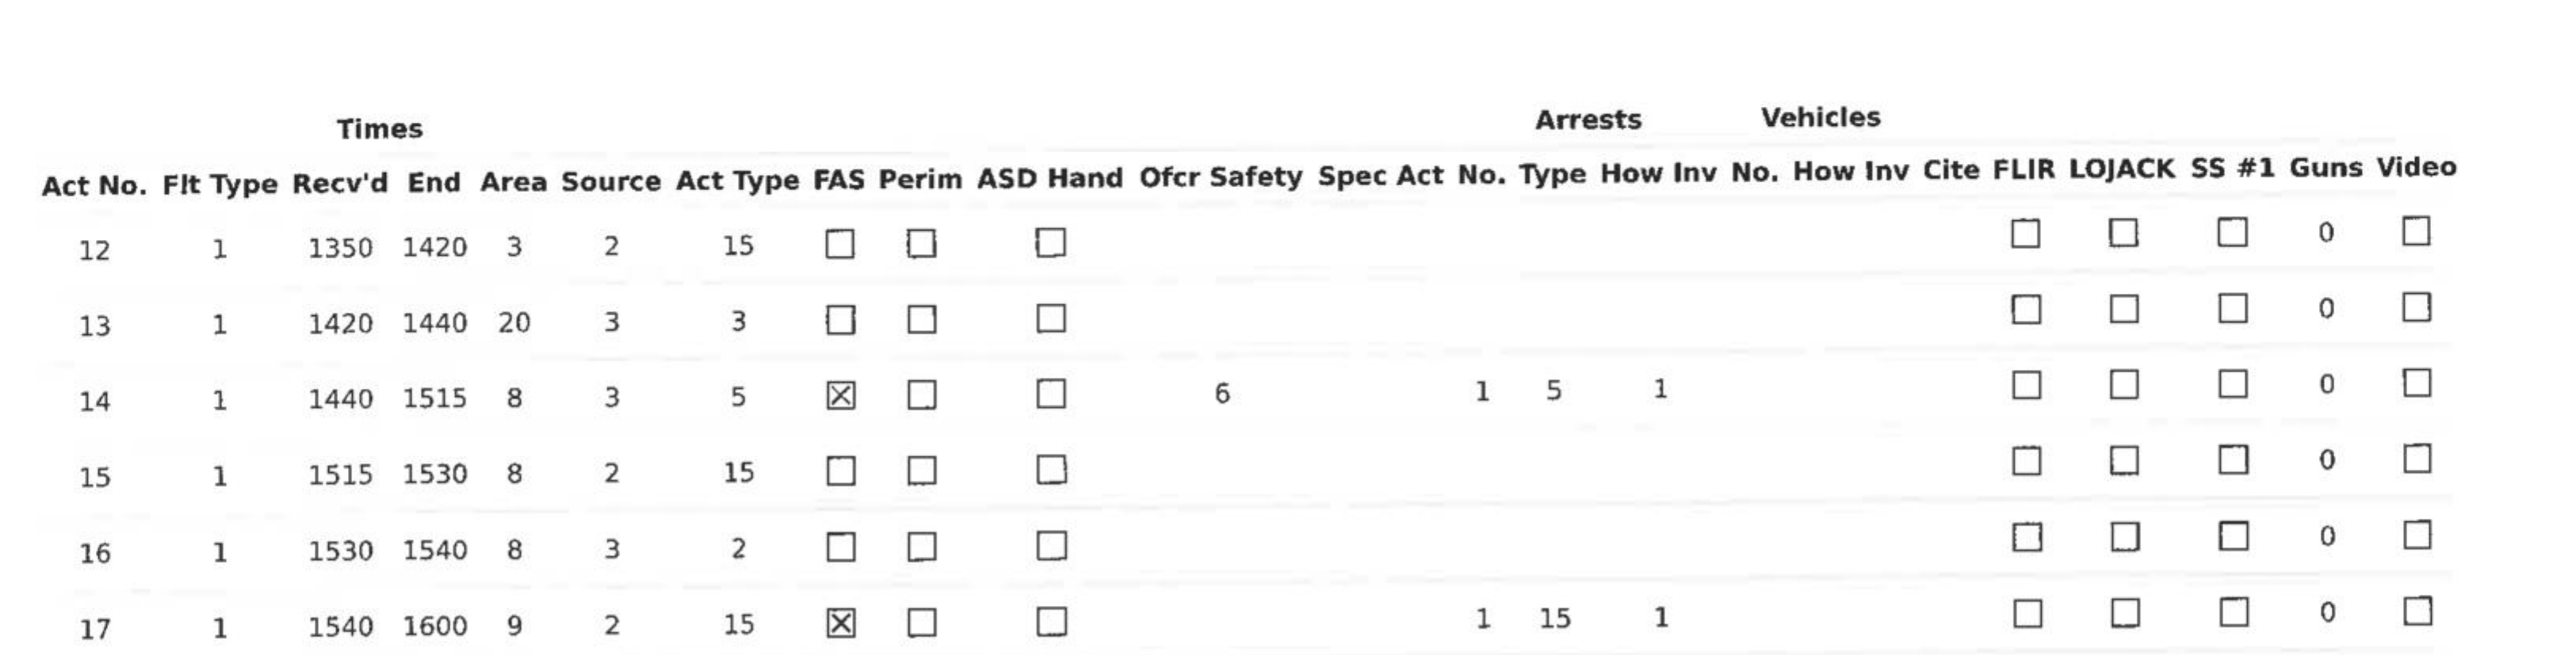 Times Arrests Vehicles
Act No. Flt Type Recv'd End Area Source Act Type FAS Perim ASD Hand Ofcr Safety Spec Act No. Type How Inv No. How Inv Cite FLIR LOJACK SS #1 Guns Video
12 1 1350 1420 3 2 15 ☐ ☐ ☐ ☐ ☐ ☐ 0 ☐
13 1 1420 1440 20 3 3 ☐ ☐ ☐ ☐ ☐ ☐ 0 ☐
14 1 1440 1515 8 3 5 ☒ ☐ ☐ 6 1 5 1 ☐ ☐ ☐ 0 ☐
15 1 1515 1530 8 2 15 ☐ ☐ ☐ ☐ ☐ ☐ 0 ☐
16 1 1530 1540 8 3 2 ☐ ☐ ☐ ☐ ☐ ☐ 0 ☐
17 1 1540 1600 9 2 15 ☒ ☐ ☐ 1 15 1 ☐ ☐ ☐ 0 ☐